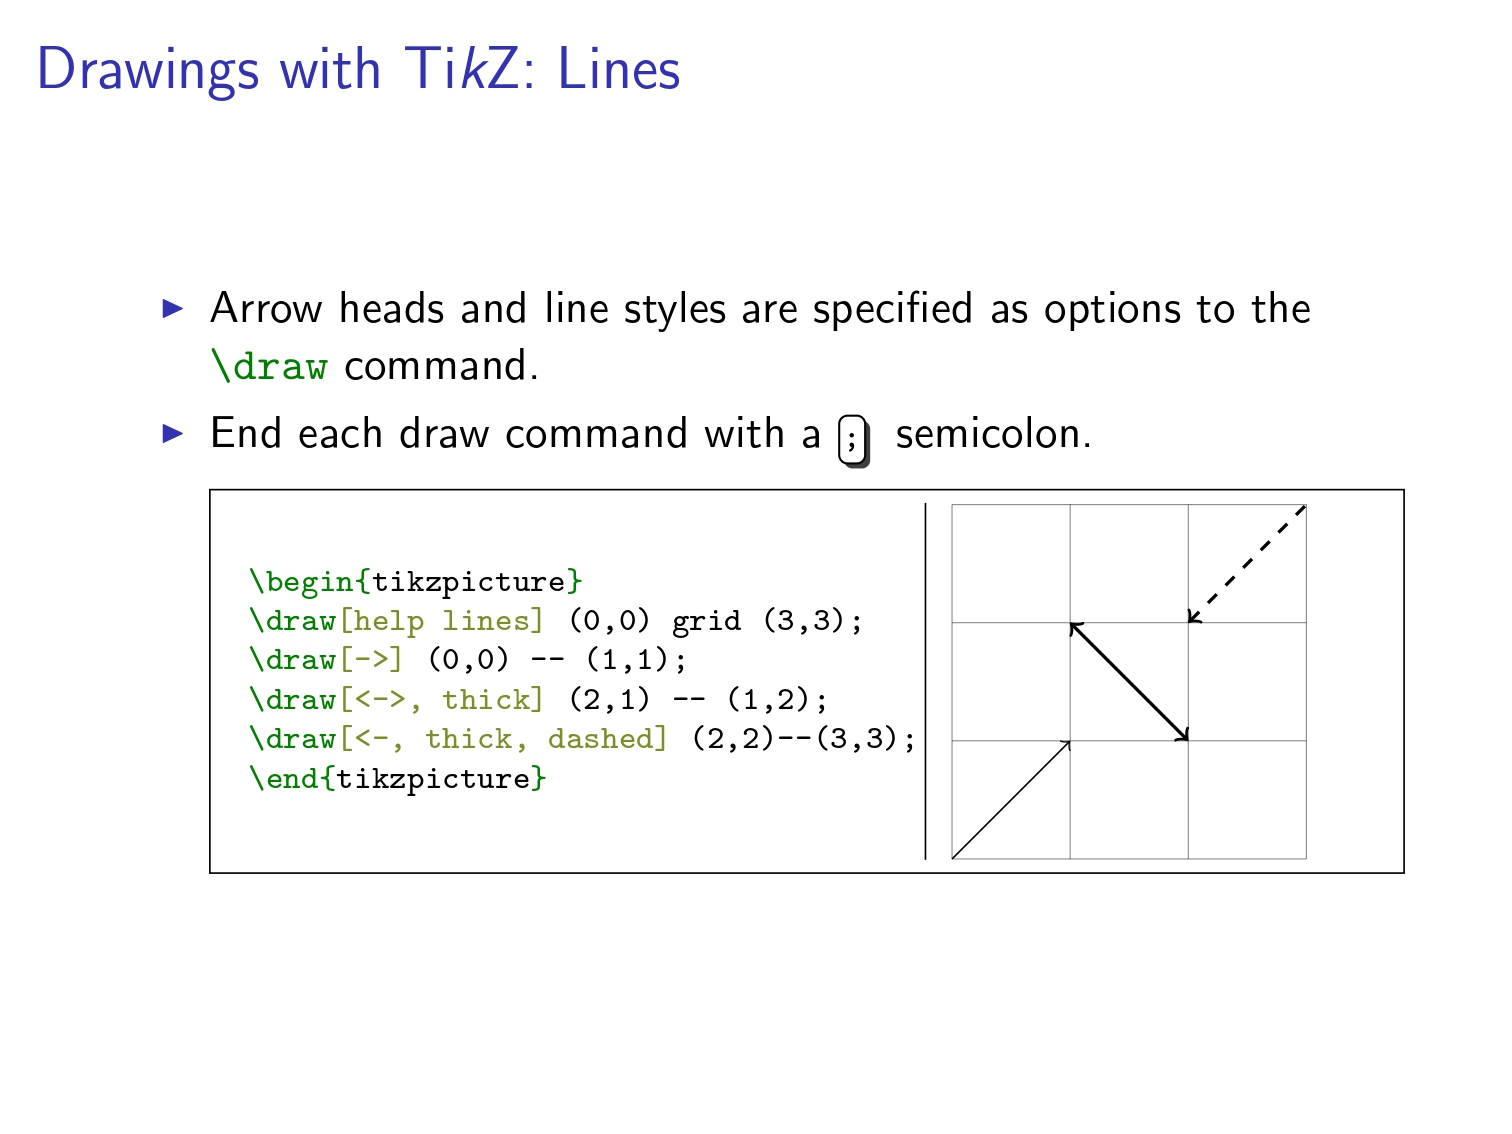 Drawings with TikZ: Lines
▶ Arrow heads and line styles are specified as options to the
\draw command.
▶ End each draw command with a ; semicolon.
\begin{tikzpicture}
\draw[help lines] (0,0) grid (3,3);
\draw[->] (0,0) -- (1,1);
\draw[<->, thick] (2,1) -- (1,2);
\draw[<-, thick, dashed] (2,2)--(3,3);
\end{tikzpicture}